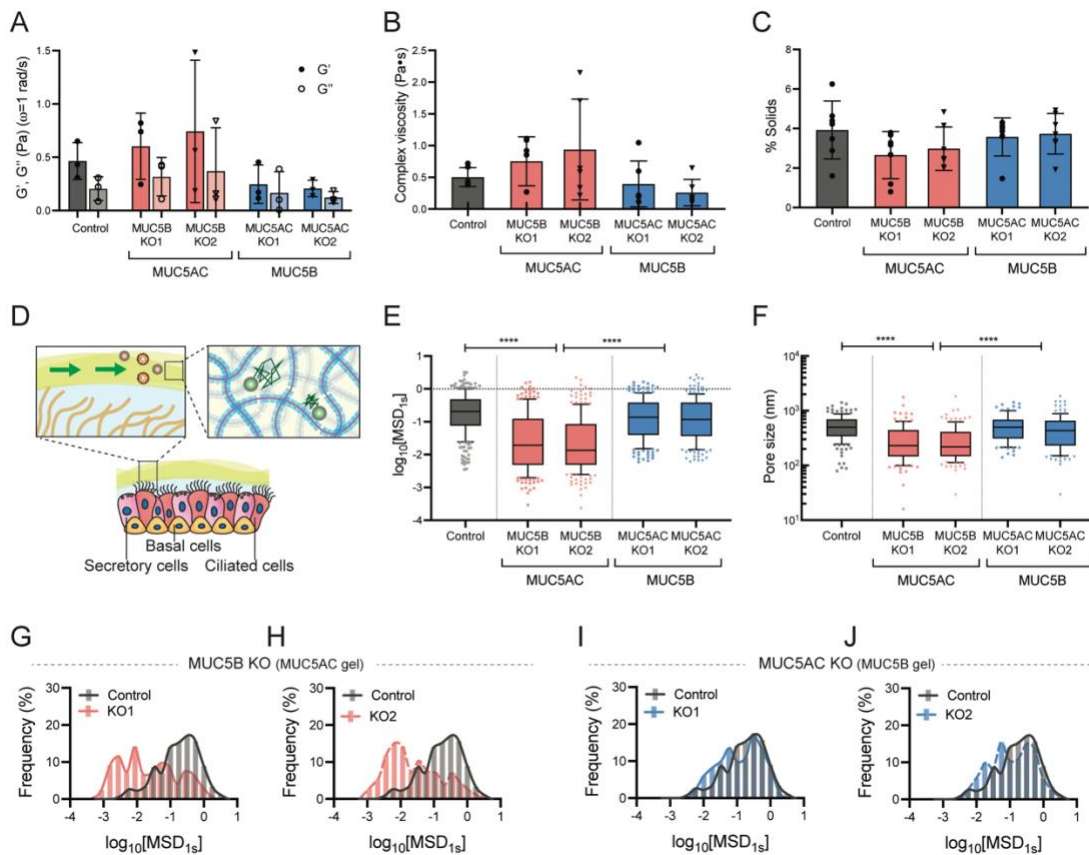 A
G', G'' (Pa) (ω=1 rad/s)
1.5
1.0
0.5
0.0
G'
G''
Control
MUC5B KO1
MUC5B KO2
MUC5AC KO1
MUC5AC KO2
MUC5AC
MUC5B
B
Complex viscosity (Pa•s)
2.5
2.0
1.5
1.0
0.5
0.0
Control
MUC5B KO1
MUC5B KO2
MUC5AC KO1
MUC5AC KO2
MUC5AC
MUC5B
C
% Solids
8
6
4
2
0
Control
MUC5B KO1
MUC5B KO2
MUC5AC KO1
MUC5AC KO2
MUC5AC
MUC5B
D
Basal cells
Secretory cells
Ciliated cells
E
log10[MSD1s]
1
0
-1
-2
-3
-4
****
****
Control
MUC5B KO1
MUC5B KO2
MUC5AC KO1
MUC5AC KO2
MUC5AC
MUC5B
F
Pore size (nm)
10⁴
10³
10²
10¹
****
****
Control
MUC5B KO1
MUC5B KO2
MUC5AC KO1
MUC5AC KO2
MUC5AC
MUC5B
G
H
MUC5B KO (MUC5AC gel)
Frequency (%)
30
20
10
0
Control
KO1
-4 -3 -2 -1 0 1
log10[MSD1s]
Frequency (%)
30
20
10
0
Control
KO2
-4 -3 -2 -1 0 1
log10[MSD1s]
I
J
MUC5AC KO (MUC5B gel)
Frequency (%)
30
20
10
0
Control
KO1
-4 -3 -2 -1 0 1
log10[MSD1s]
Frequency (%)
30
20
10
0
Control
KO2
-4 -3 -2 -1 0 1
log10[MSD1s]